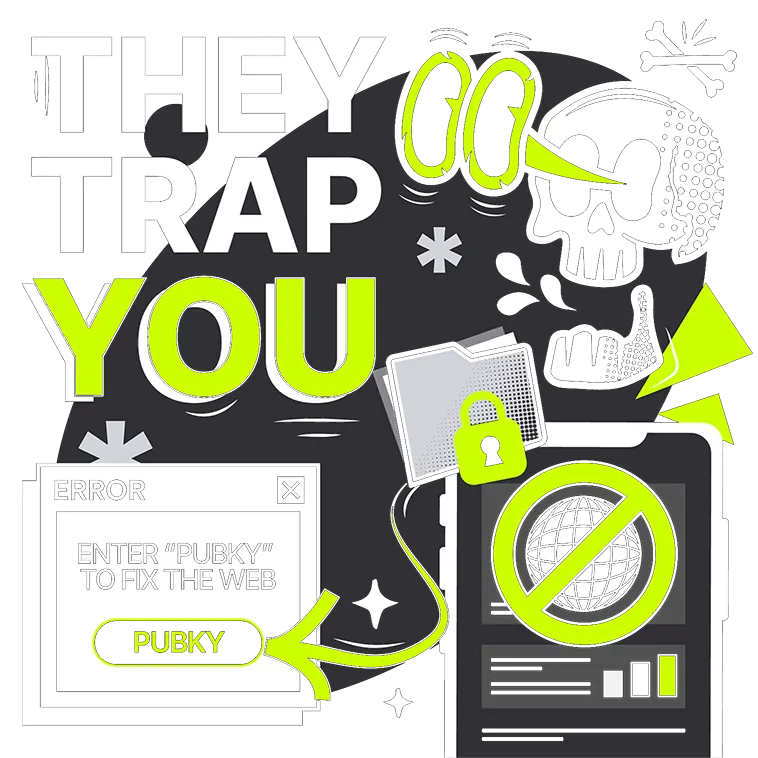 THEY
TRAP
YOU
ERROR
ENTER “PUBKY”
TO FIX THE WEB
PUBKY